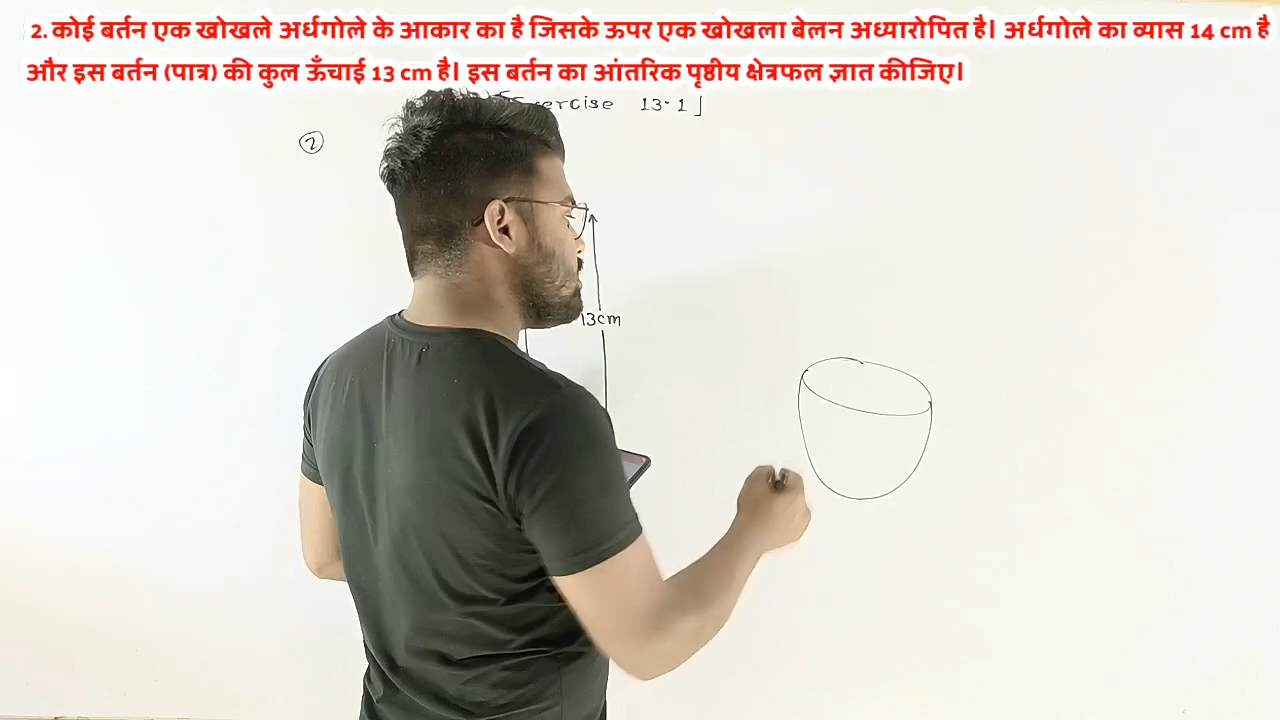 2. कोई बर्तन एक खोखले अर्धगोले के आकार का है जिसके ऊपर एक खोखला बेलन अध्यारोपित है। अर्धगोले का व्यास 14 cm है
और इस बर्तन (पात्र) की कुल ऊँचाई 13 cm है। इस बर्तन का आंतरिक पृष्ठीय क्षेत्रफल ज्ञात कीजिए।
13.1]
2
13cm